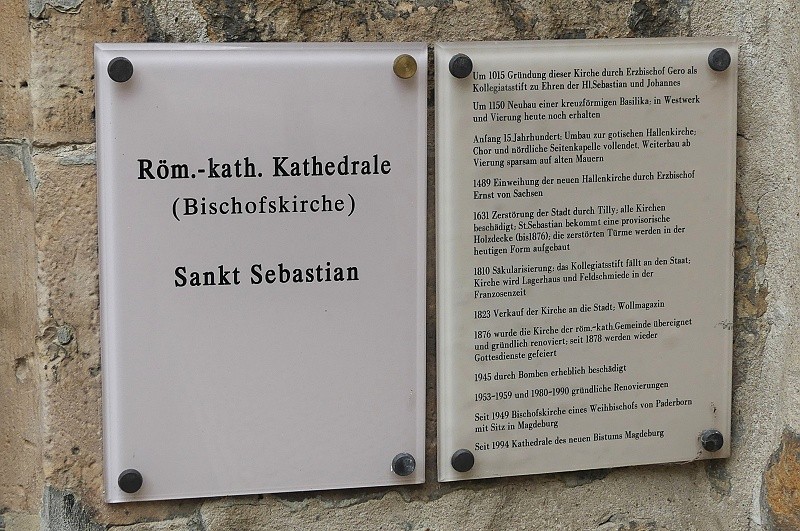 Röm.-kath. Kathedrale
(Bischofskirche)
Sankt Sebastian
Um 1015 Gründung dieser Kirche durch Erzbischof Gero als
Kollegiatsstift zu Ehren der Hl.Sebastian und Johannes
Um 1150 Neubau einer kreuzförmigen Basilika; in Westwerk
und Vierung heute noch erhalten
Anfang 15.Jahrhundert; Umbau zur gotischen Hallenkirche;
Chor und nördliche Seitenkapelle vollendet. Weiterbau ab
Vierung sparsam auf alten Mauern
1489 Einweihung der neuen Hallenkirche durch Erzbischof
Ernst von Sachsen
1631 Zerstörung der Stadt durch Tilly; alle Kirchen
beschädigt; St.Sebastian bekommt eine provisorische
Holzdecke (bis1876); die zerstörten Türme werden in der
heutigen Form aufgebaut
1810 Säkularisierung; das Kollegiatsstift fällt an den Staat;
Kirche wird Lagerhaus und Feldschmiede in der
Franzosenzeit
1823 Verkauf der Kirche an die Stadt; Wollmagazin
1876 wurde die Kirche der röm.-kath.Gemeinde übereignet
und gründlich renoviert; seit 1878 werden wieder
Gottesdienste gefeiert
1945 durch Bomben erheblich beschädigt
1953-1959 und 1980-1990 gründliche Renovierungen
Seit 1949 Bischofskirche eines Weihbischofs von Paderborn
mit Sitz in Magdeburg
Seit 1994 Kathedrale des neuen Bistums Magdeburg